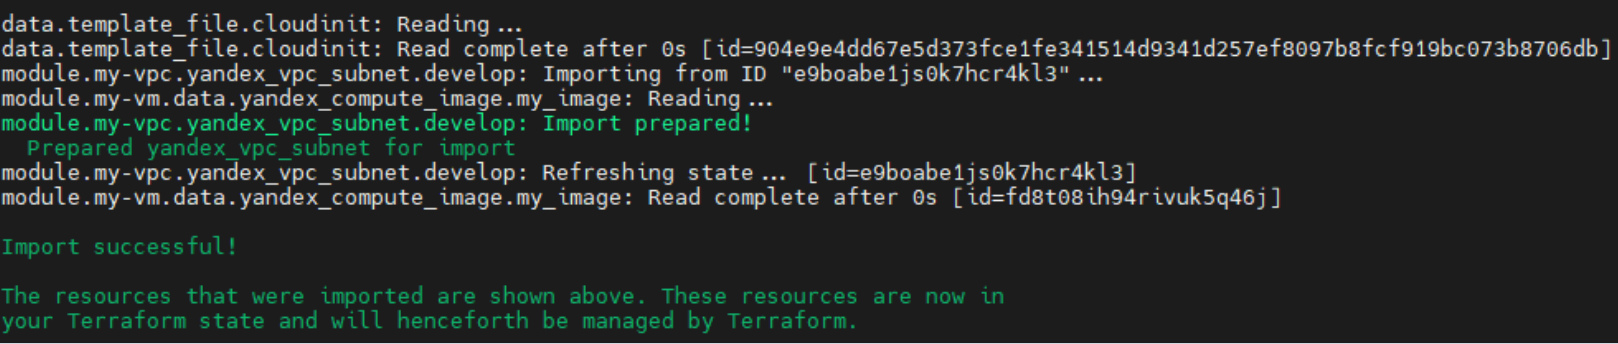 data.template_file.cloudinit: Reading...
data.template_file.cloudinit: Read complete after 0s [id=904e9e4dd67e5d373fce1fe341514d9341d257ef8097b8fcf919bc073b8706db]
module.my-vpc.yandex_vpc_subnet.develop: Importing from ID "e9boabe1js0k7hcr4kl3"...
module.my-vm.data.yandex_compute_image.my_image: Reading...
module.my-vpc.yandex_vpc_subnet.develop: Import prepared!
  Prepared yandex_vpc_subnet for import
module.my-vpc.yandex_vpc_subnet.develop: Refreshing state... [id=e9boabe1js0k7hcr4kl3]
module.my-vm.data.yandex_compute_image.my_image: Read complete after 0s [id=fd8t08ih94rivuk5q46j]

Import successful!

The resources that were imported are shown above. These resources are now in
your Terraform state and will henceforth be managed by Terraform.